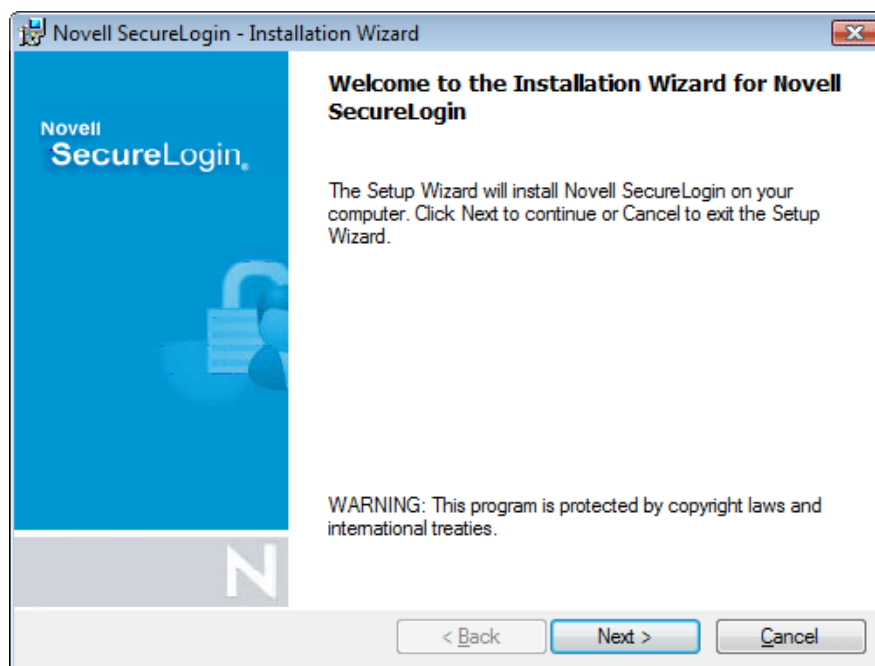 Novell SecureLogin - Installation Wizard
Welcome to the Installation Wizard for Novell
SecureLogin
Novell
SecureLogin®
The Setup Wizard will install Novell SecureLogin on your
computer. Click Next to continue or Cancel to exit the Setup
Wizard.
WARNING: This program is protected by copyright laws and
international treaties.
N
< Back
Next >
Cancel